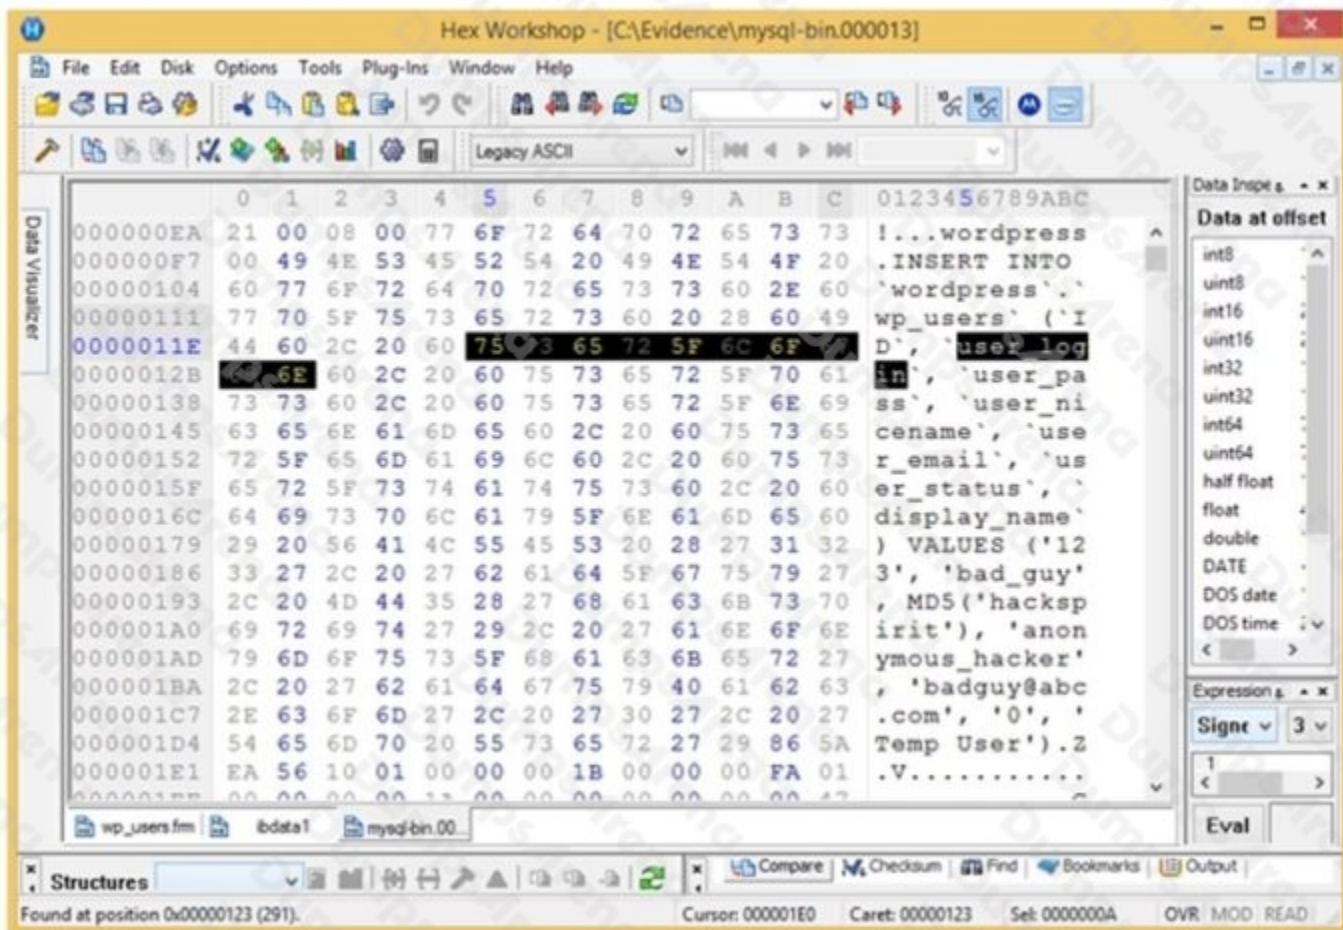 Hex Workshop - [C:\Evidence\mysql-bin.000013]
File Edit Disk Options Tools Plug-Ins Window Help
Legacy ASCII
Data Visualizer
0 1 2 3 4 5 6 7 8 9 A B C 0123456789ABC
000000EA 21 00 08 00 77 6F 72 64 70 72 65 73 73 !...wordpress
000000F7 00 49 4E 53 45 52 54 20 49 4E 54 4F 20 .INSERT INTO
00000104 60 77 6F 72 64 70 72 65 73 73 60 2E 60 `wordpress`.`
00000111 77 70 5F 75 73 65 72 73 60 20 28 60 49 wp_users` (`I
0000011E 44 60 2C 20 60 75 73 65 72 5F 6C 6F D`, `user_log
0000012B 6E 60 2C 20 60 75 73 65 72 5F 70 61 in`, `user_pa
00000138 73 73 60 2C 20 60 75 73 65 72 5F 6E 69 ss`, `user_ni
00000145 63 65 6E 61 6D 65 60 2C 20 60 75 73 65 cename`, `use
00000152 72 5F 65 6D 61 69 6C 60 2C 20 60 75 73 r_email`, `us
0000015F 65 72 5F 73 74 61 74 75 73 60 2C 20 60 er_status`, `
0000016C 64 69 73 70 6C 61 79 5F 6E 61 6D 65 60 display_name`
00000179 29 20 56 41 4C 55 45 53 20 28 27 31 32 ) VALUES ('12
00000186 33 27 2C 20 27 62 61 64 5F 67 75 79 27 3', 'bad_guy'
00000193 2C 20 4D 44 35 28 27 68 61 63 6B 73 70 , MD5('hacksp
000001A0 69 72 69 74 27 29 2C 20 27 61 6E 6F 6E irit'), 'anon
000001AD 79 6D 6F 75 73 5F 68 61 63 6B 65 72 27 ymous_hacker'
000001BA 2C 20 27 62 61 64 67 75 79 40 61 62 63 , 'badguy@abc
000001C7 2E 63 6F 6D 27 2C 20 27 30 27 2C 20 27 .com', '0', '
000001D4 54 65 6D 70 20 55 73 65 72 27 29 86 5A Temp User').Z
000001E1 EA 56 10 01 00 00 00 1B 00 00 00 FA 01 .V...........
Data Inspe
Data at offset
int8
uint8
int16
uint16
int32
uint32
int64
uint64
half float
float
double
DATE
DOS date
DOS time
Expression
Signe 3
1
Eval
wp_users.frm ibdata1 mysql-bin.00...
Structures
Compare Checksum Find Bookmarks Output
Found at position 0x00000123 (291). Cursor: 000001E0 Caret: 00000123 Sel: 0000000A OVR MOD READ
DumpsArena